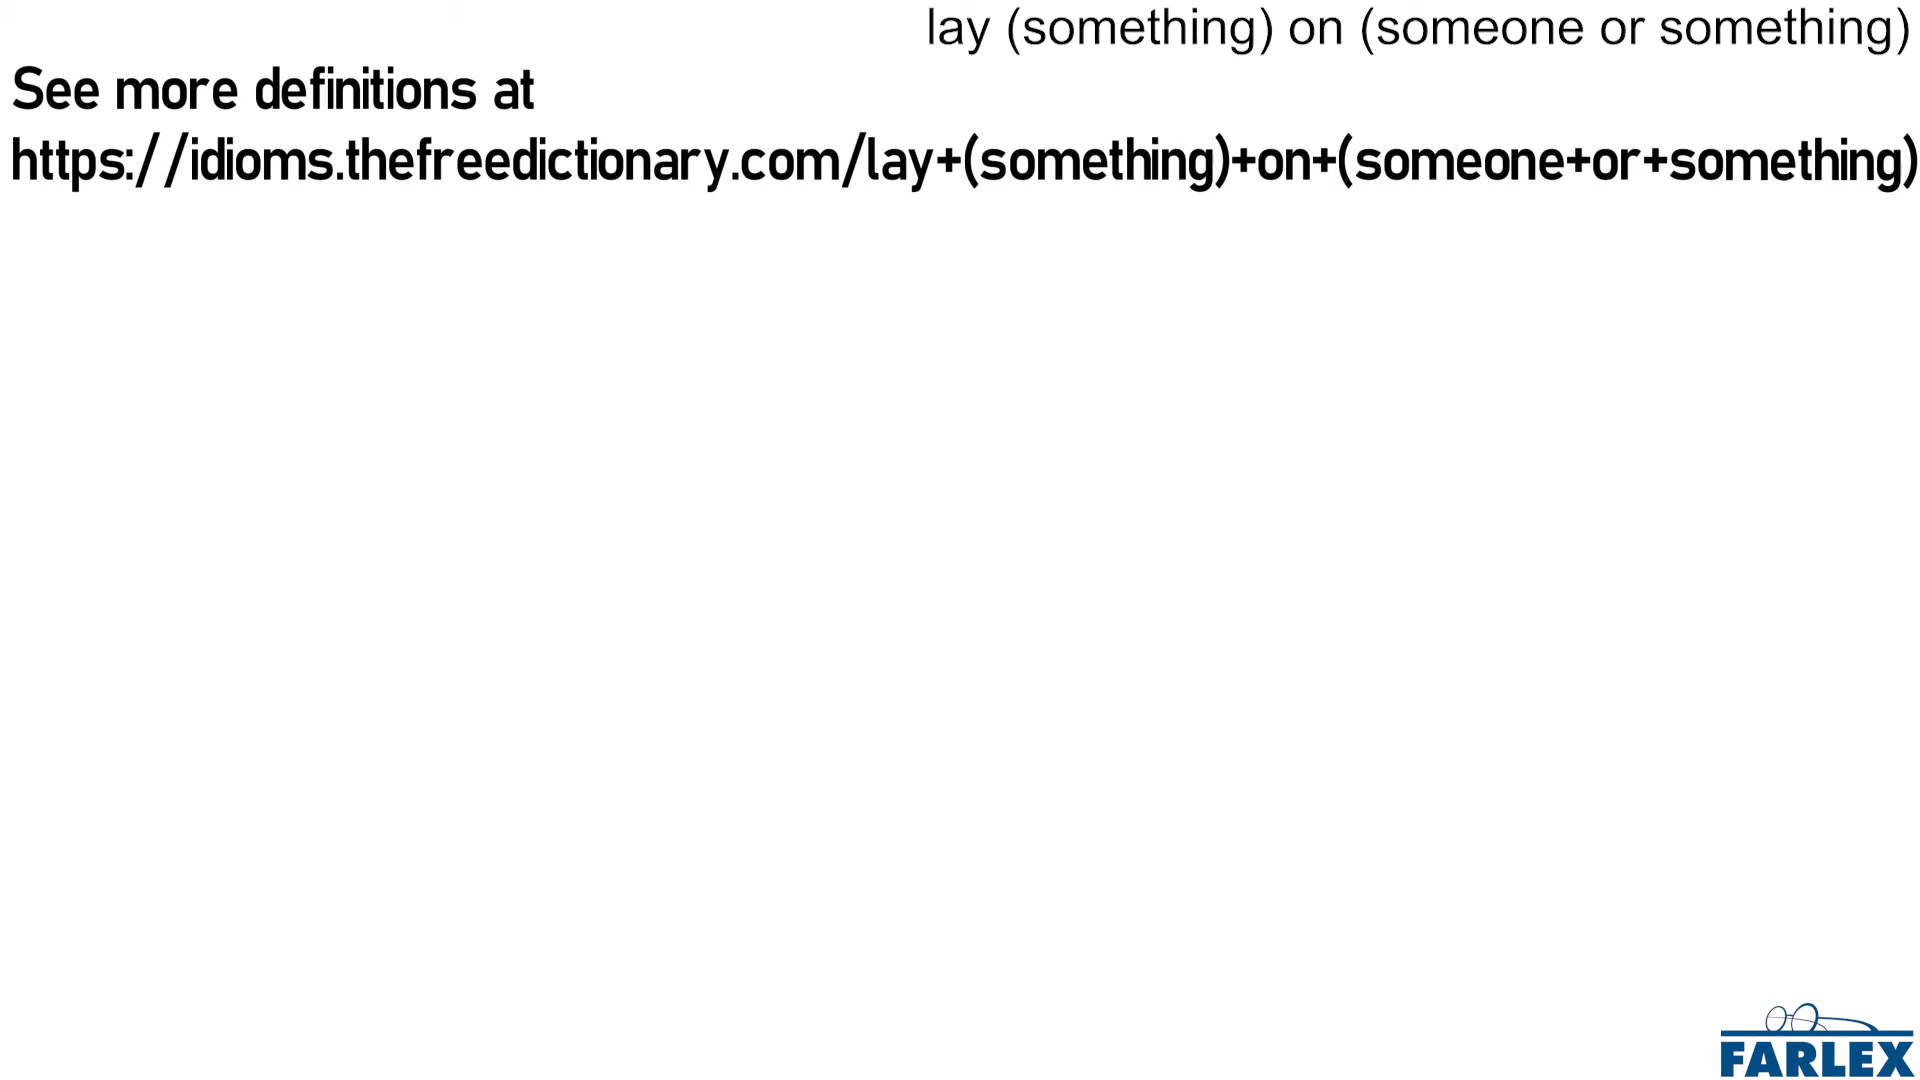 lay (something) on (someone or something)
See more definitions at
https://idioms.thefreedictionary.com/lay+(something)+on+(someone+or+something)
FARLEX